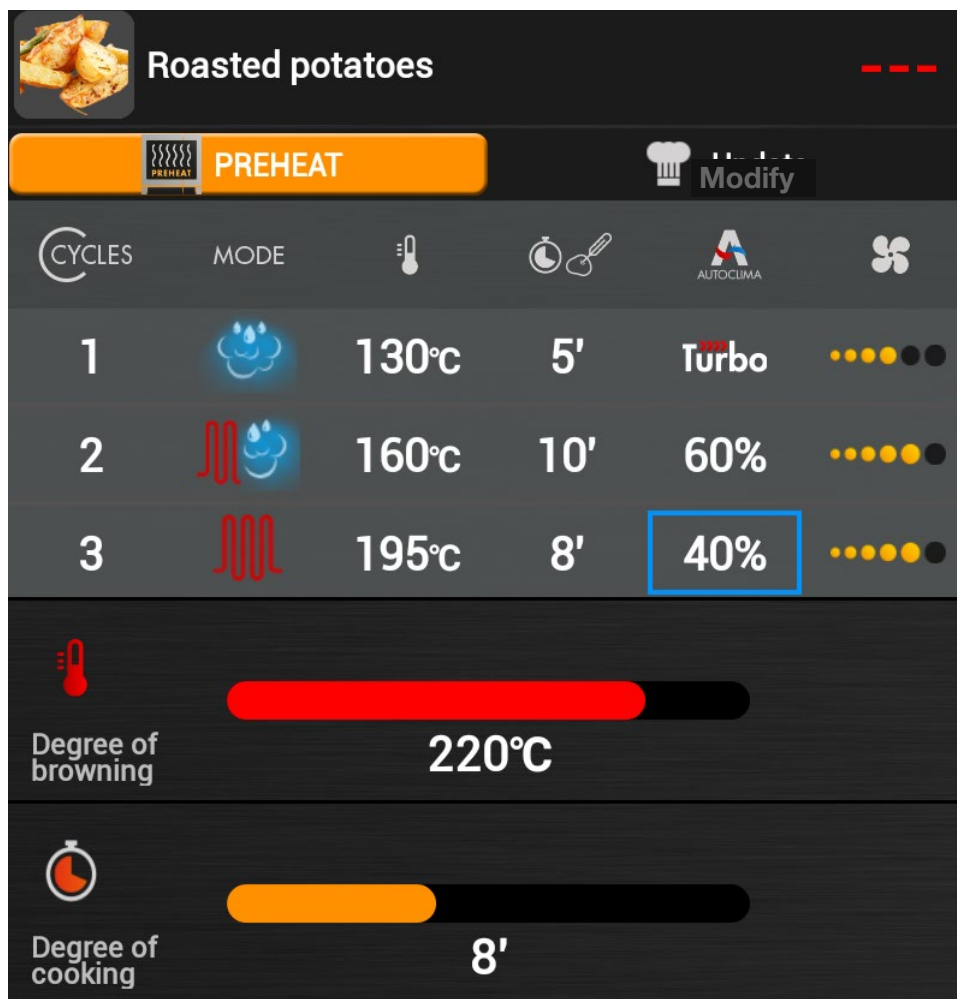 Roasted potatoes
---
PREHEAT PREHEAT
Modify
CYCLES MODE AUTOCLIMA
1 130°C 5' Turbo
2 160°C 10' 60%
3 195°C 8' 40%
Degree of
browning
220°C
Degree of
cooking
8'